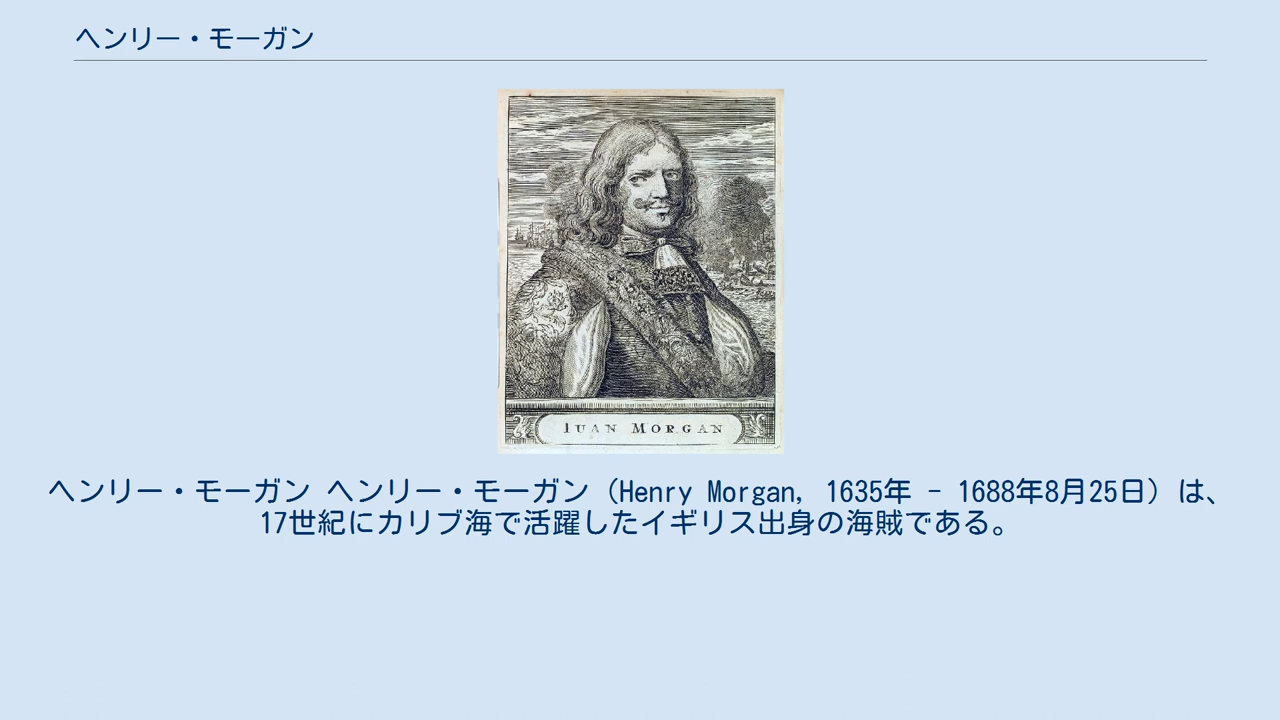 ヘンリー・モーガン
IUAN MORGAN
ヘンリー・モーガン ヘンリー・モーガン（Henry Morgan, 1635年 - 1688年8月25日）は、
17世紀にカリブ海で活躍したイギリス出身の海賊である。